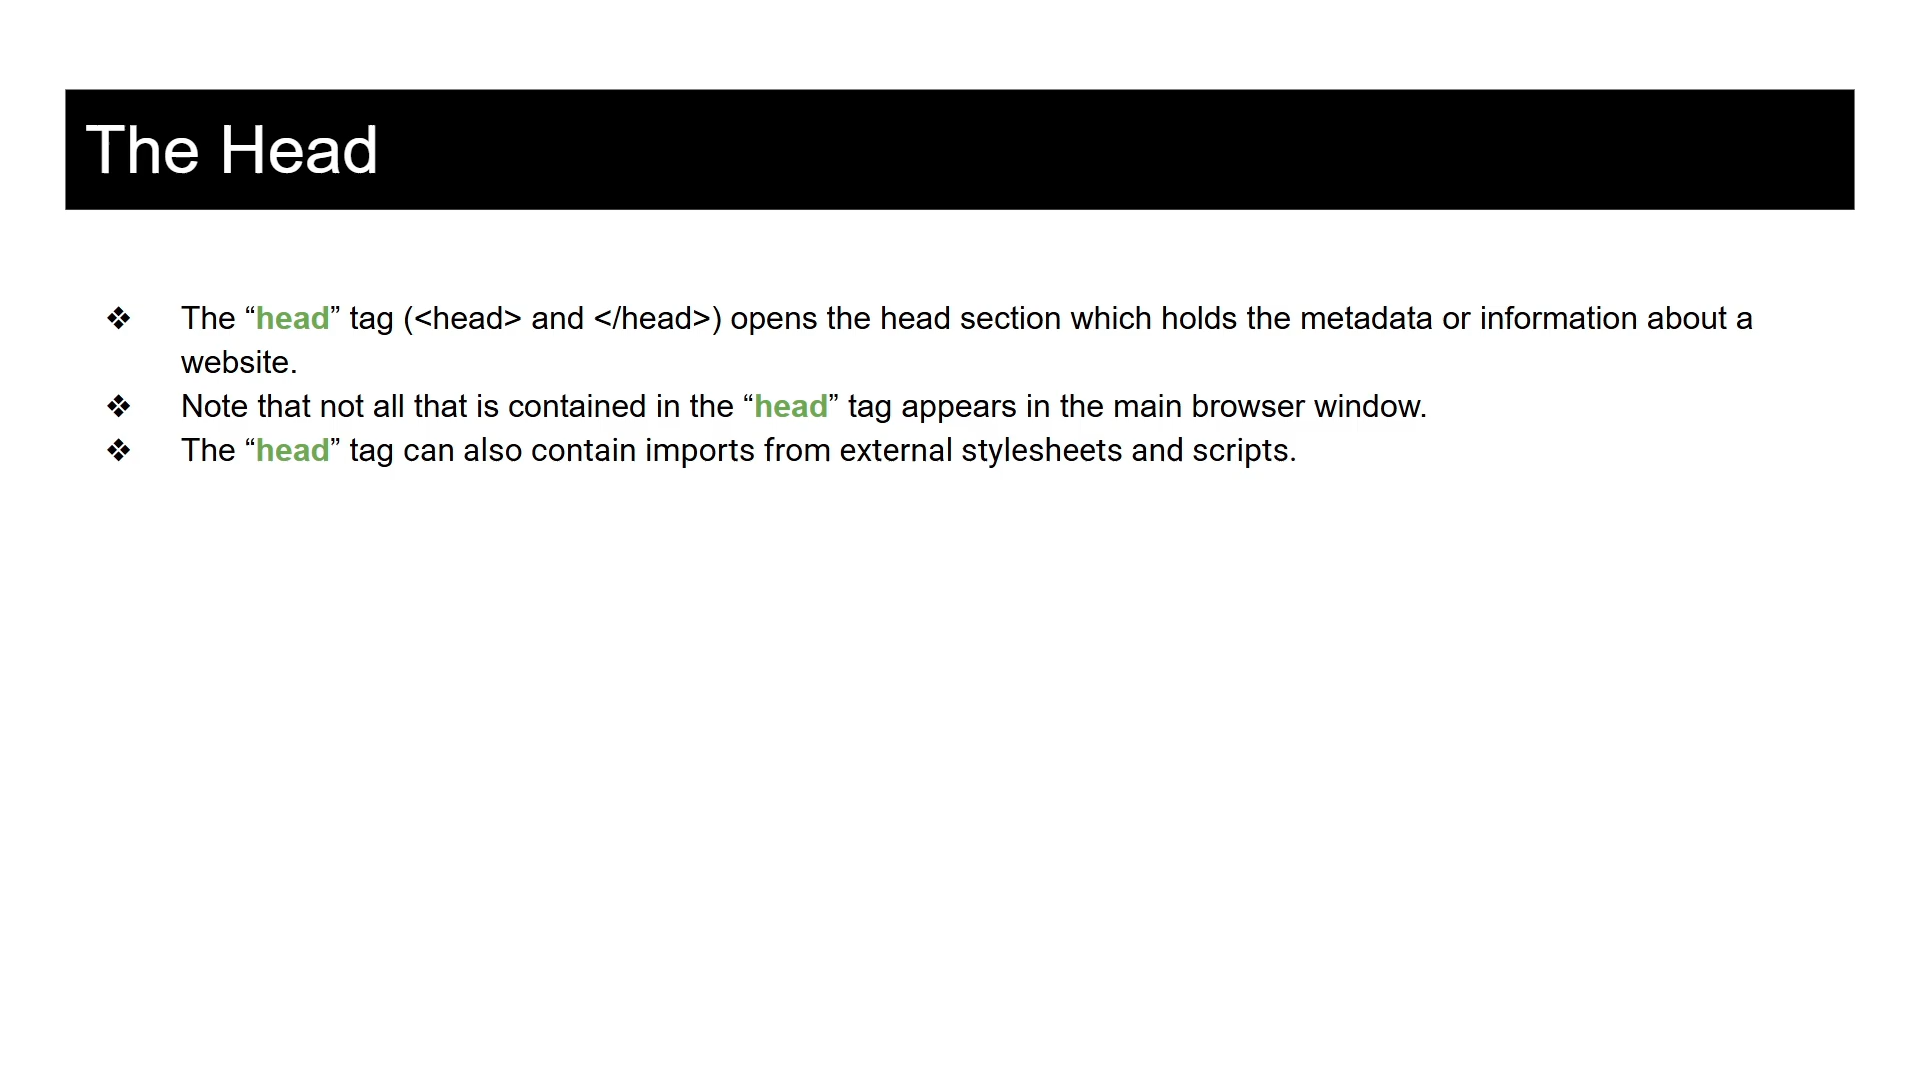 The Head
❖ The “head” tag (<head> and </head>) opens the head section which holds the metadata or information about a
website.
❖ Note that not all that is contained in the “head” tag appears in the main browser window.
❖ The “head” tag can also contain imports from external stylesheets and scripts.